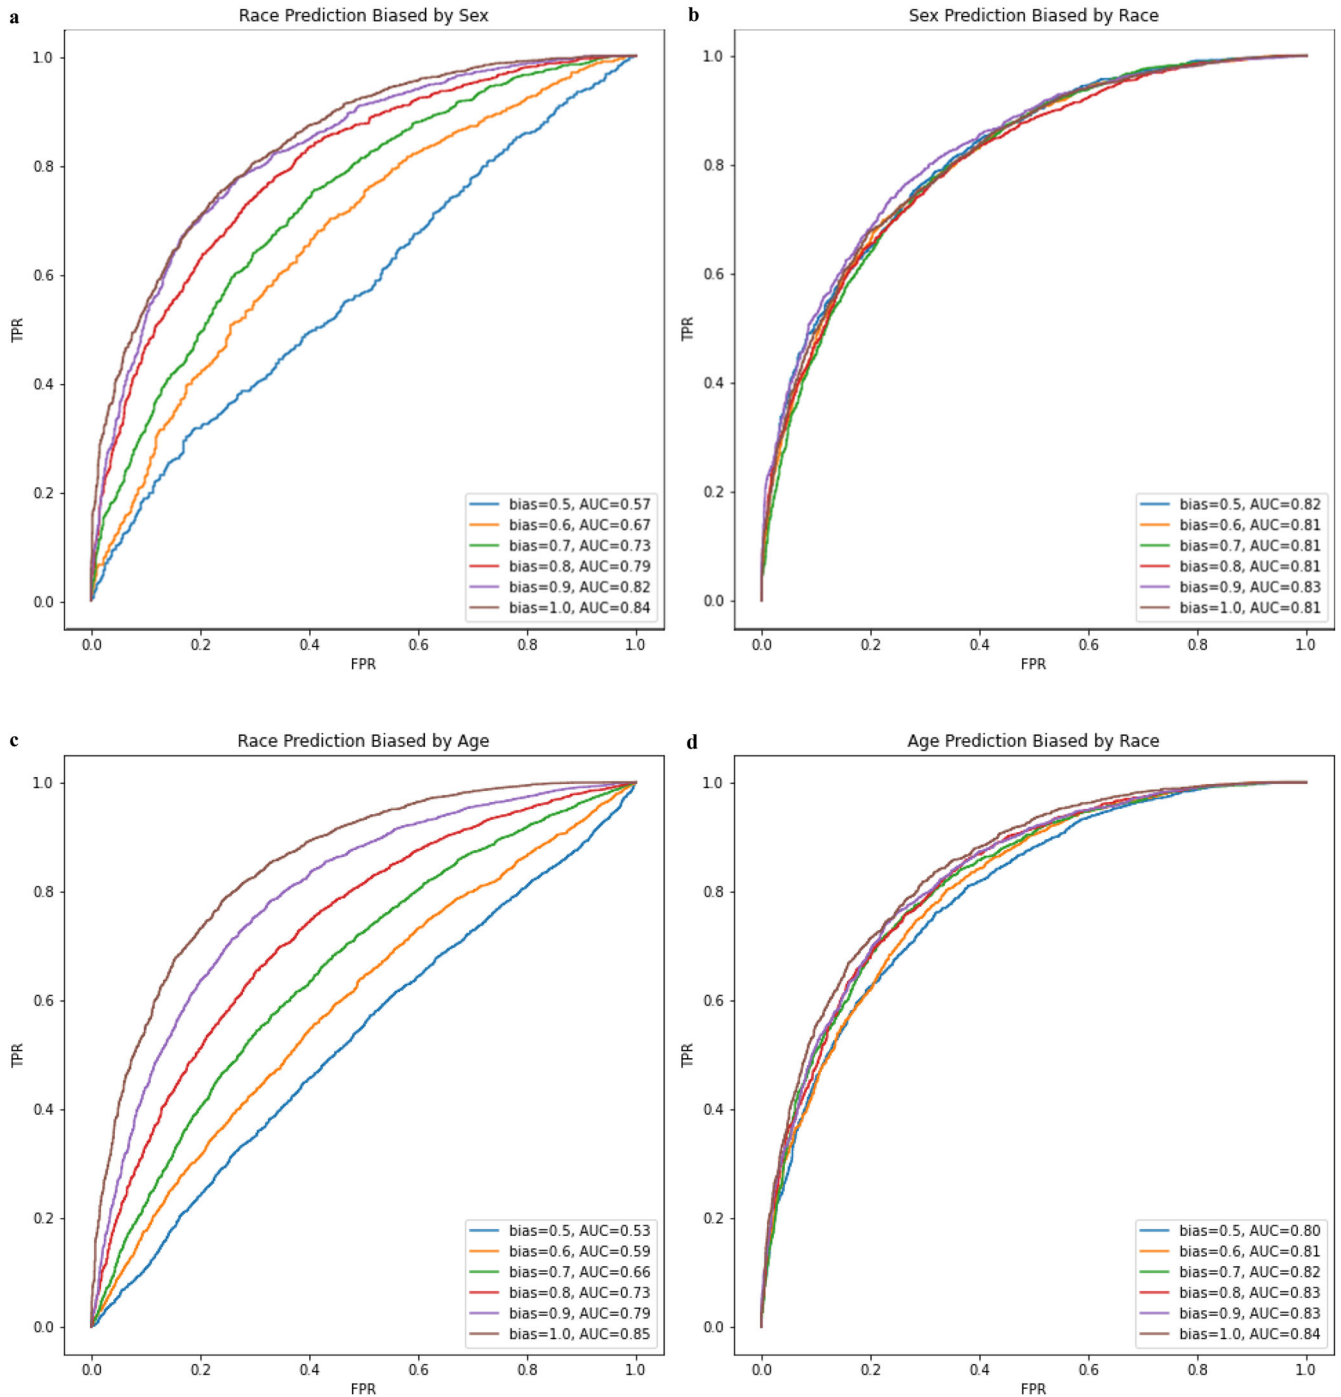 a
Race Prediction Biased by Sex
1.0
0.8
0.6
0.4
0.2
0.0
TPR
bias=0.5, AUC=0.57
bias=0.6, AUC=0.67
bias=0.7, AUC=0.73
bias=0.8, AUC=0.79
bias=0.9, AUC=0.82
bias=1.0, AUC=0.84
0.0 0.2 0.4 0.6 0.8 1.0
FPR
b
Sex Prediction Biased by Race
1.0
0.8
0.6
0.4
0.2
0.0
TPR
bias=0.5, AUC=0.82
bias=0.6, AUC=0.81
bias=0.7, AUC=0.81
bias=0.8, AUC=0.81
bias=0.9, AUC=0.83
bias=1.0, AUC=0.81
0.0 0.2 0.4 0.6 0.8 1.0
FPR
c
Race Prediction Biased by Age
1.0
0.8
0.6
0.4
0.2
0.0
TPR
bias=0.5, AUC=0.53
bias=0.6, AUC=0.59
bias=0.7, AUC=0.66
bias=0.8, AUC=0.73
bias=0.9, AUC=0.79
bias=1.0, AUC=0.85
0.0 0.2 0.4 0.6 0.8 1.0
FPR
d
Age Prediction Biased by Race
1.0
0.8
0.6
0.4
0.2
0.0
TPR
bias=0.5, AUC=0.80
bias=0.6, AUC=0.81
bias=0.7, AUC=0.82
bias=0.8, AUC=0.83
bias=0.9, AUC=0.83
bias=1.0, AUC=0.84
0.0 0.2 0.4 0.6 0.8 1.0
FPR